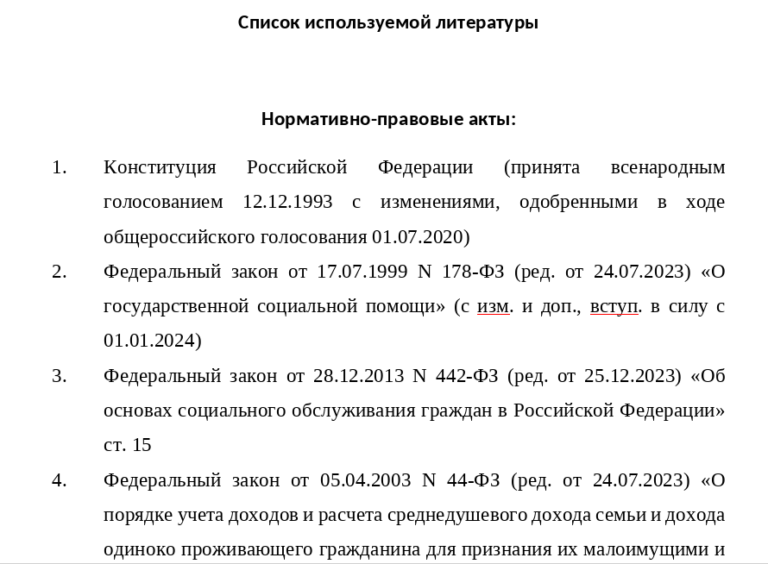 Список используемой литературы
Нормативно-правовые акты:
1. Конституция Российской Федерации (принята всенародным
голосованием 12.12.1993 с изменениями, одобренными в ходе
общероссийского голосования 01.07.2020)
2. Федеральный закон от 17.07.1999 N 178-ФЗ (ред. от 24.07.2023) «О
государственной социальной помощи» (с изм. и доп., вступ. в силу с
01.01.2024)
3. Федеральный закон от 28.12.2013 N 442-ФЗ (ред. от 25.12.2023) «Об
основах социального обслуживания граждан в Российской Федерации»
ст. 15
4. Федеральный закон от 05.04.2003 N 44-ФЗ (ред. от 24.07.2023) «О
порядке учета доходов и расчета среднедушевого дохода семьи и дохода
одиноко проживающего гражданина для признания их малоимущими и